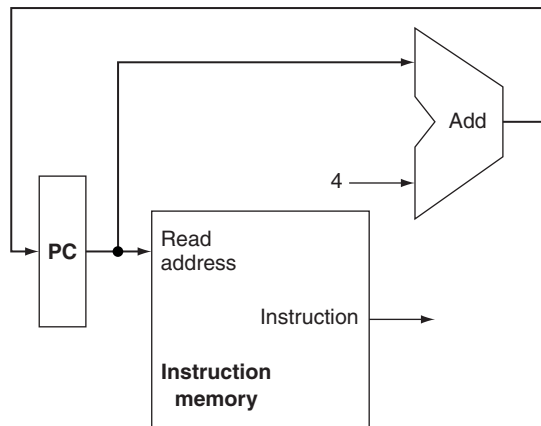 Add
4
PC
Read
address
Instruction
Instruction
memory